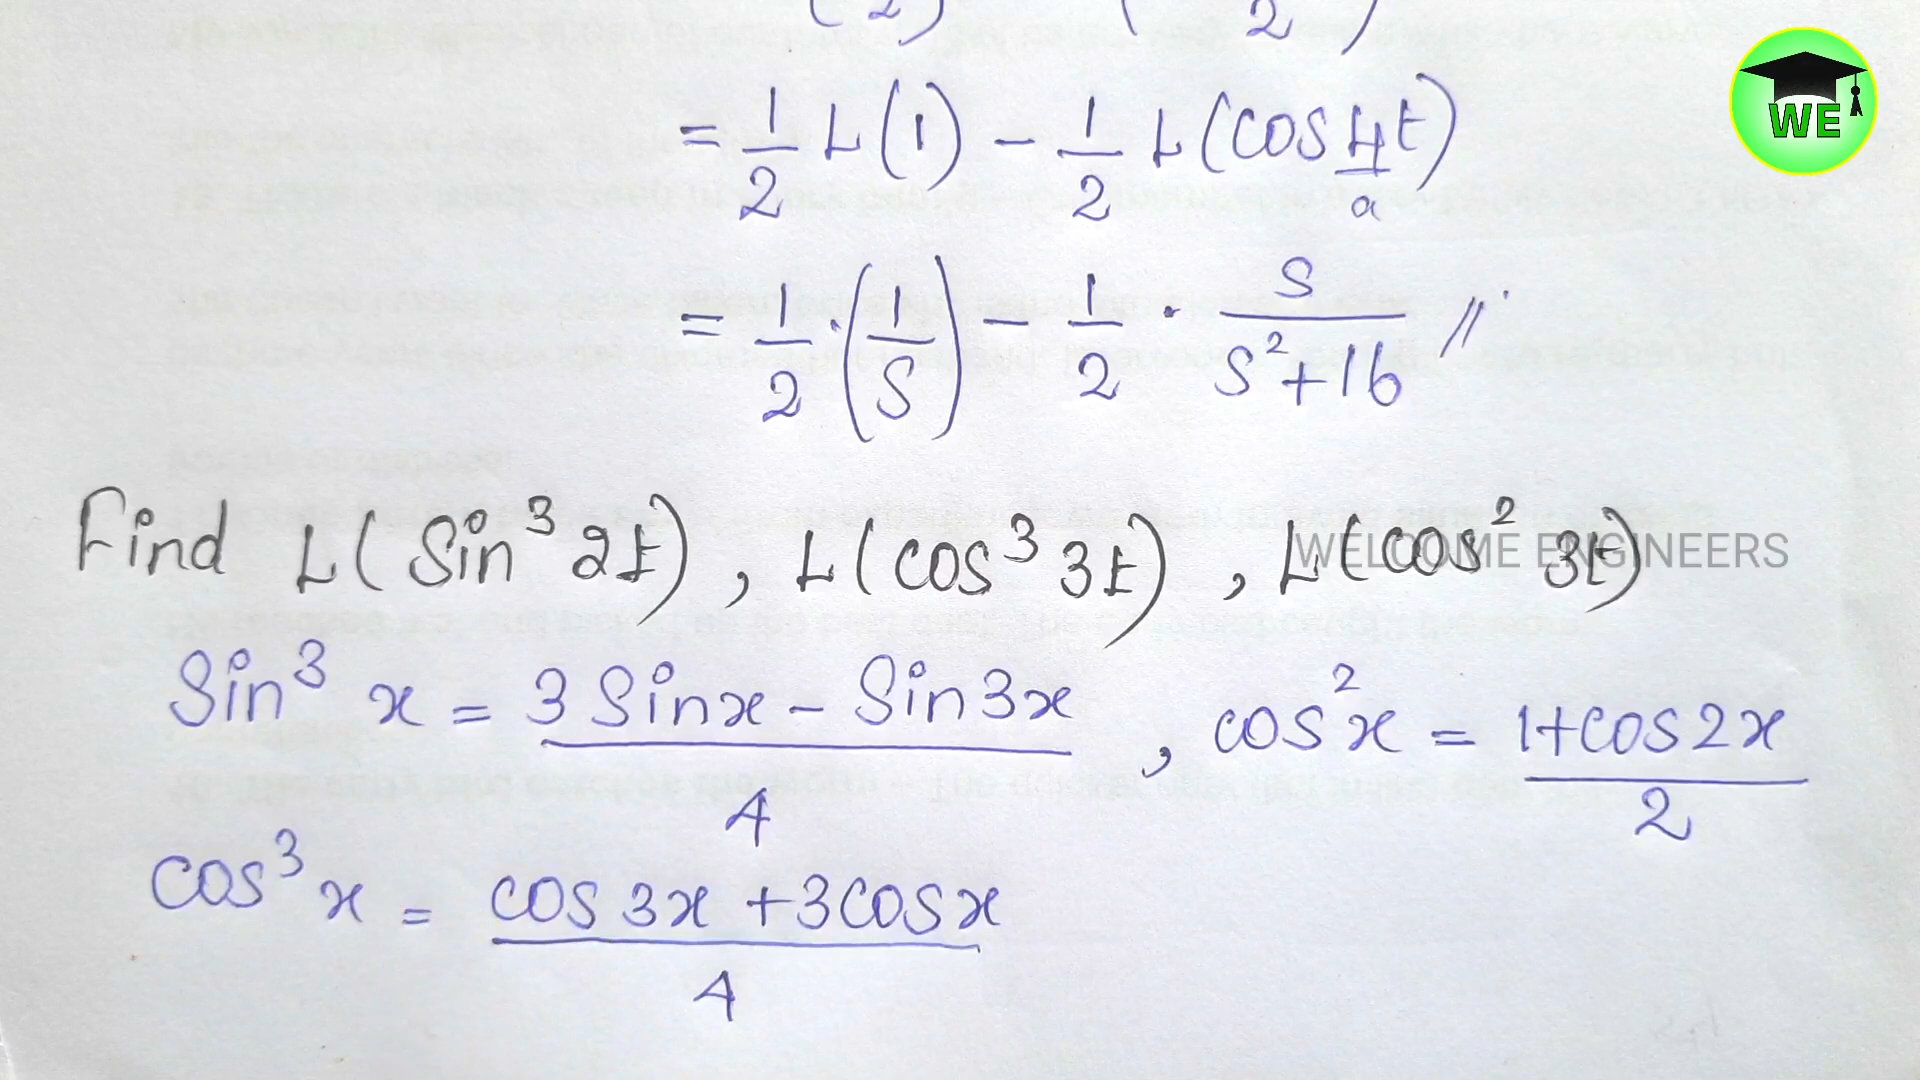 = 1/2 L(1) - 1/2 L(cos 4t)
a
= 1/2 · (1/S) - 1/2 · S/(S²+16) //
WE
Find L(Sin³ 2t), L(cos³ 3t), L(cos² 3t)
WELCOME ENGINEERS
Sin³ x = (3 Sinx - Sin3x)/4 , cos²x = (1+cos2x)/2
cos³ x = (cos 3x + 3cosx)/4